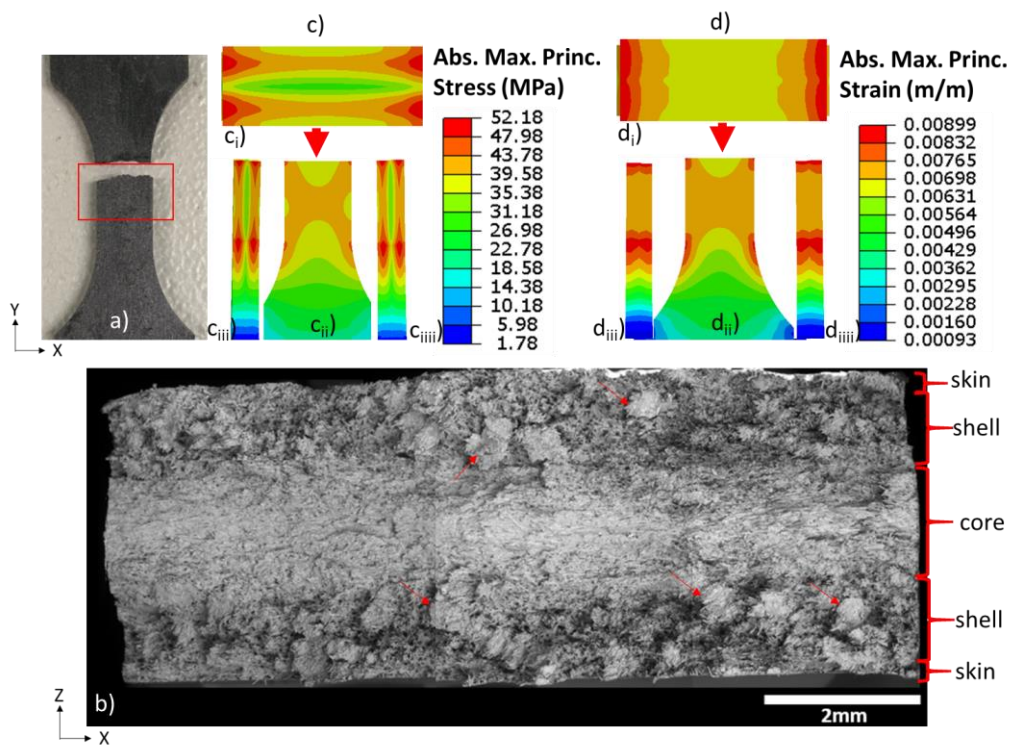 c)
d)
Abs. Max. Princ.
Stress (MPa)
52.18
47.98
43.78
39.58
35.38
31.18
26.98
22.78
18.58
14.38
10.18
5.98
1.78
Abs. Max. Princ.
Strain (m/m)
0.00899
0.00832
0.00765
0.00698
0.00631
0.00564
0.00496
0.00429
0.00362
0.00295
0.00228
0.00160
0.00093
cᵢ)
dᵢ)
Y
X
a)
cᵢᵢᵢ)
cᵢᵢ)
cᵢᵢᵢᵢ)
dᵢᵢᵢ)
dᵢᵢ)
dᵢᵢᵢᵢ)
skin
shell
core
shell
skin
b)
Z
X
2mm